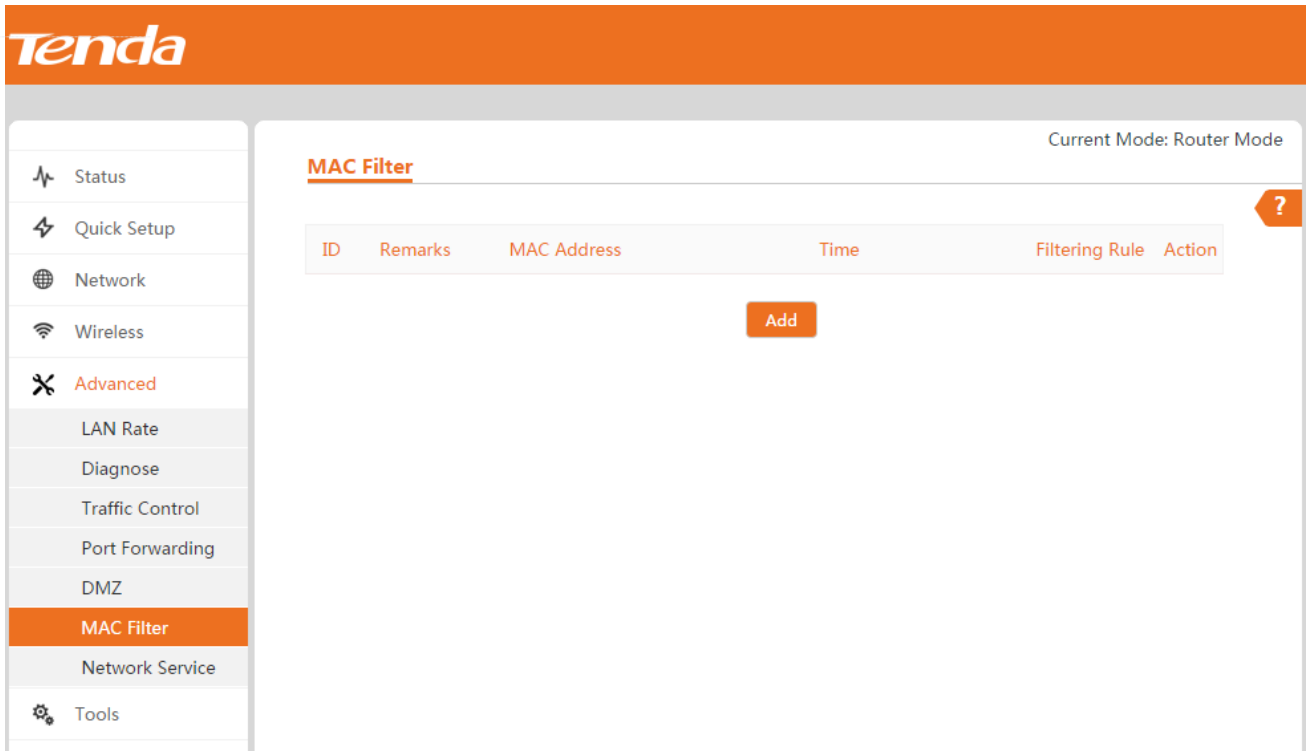 Tenda
Current Mode: Router Mode
MAC Filter
?
Status
Quick Setup
Network
Wireless
Advanced
LAN Rate
Diagnose
Traffic Control
Port Forwarding
DMZ
MAC Filter
Network Service
Tools
ID Remarks MAC Address Time Filtering Rule Action
Add